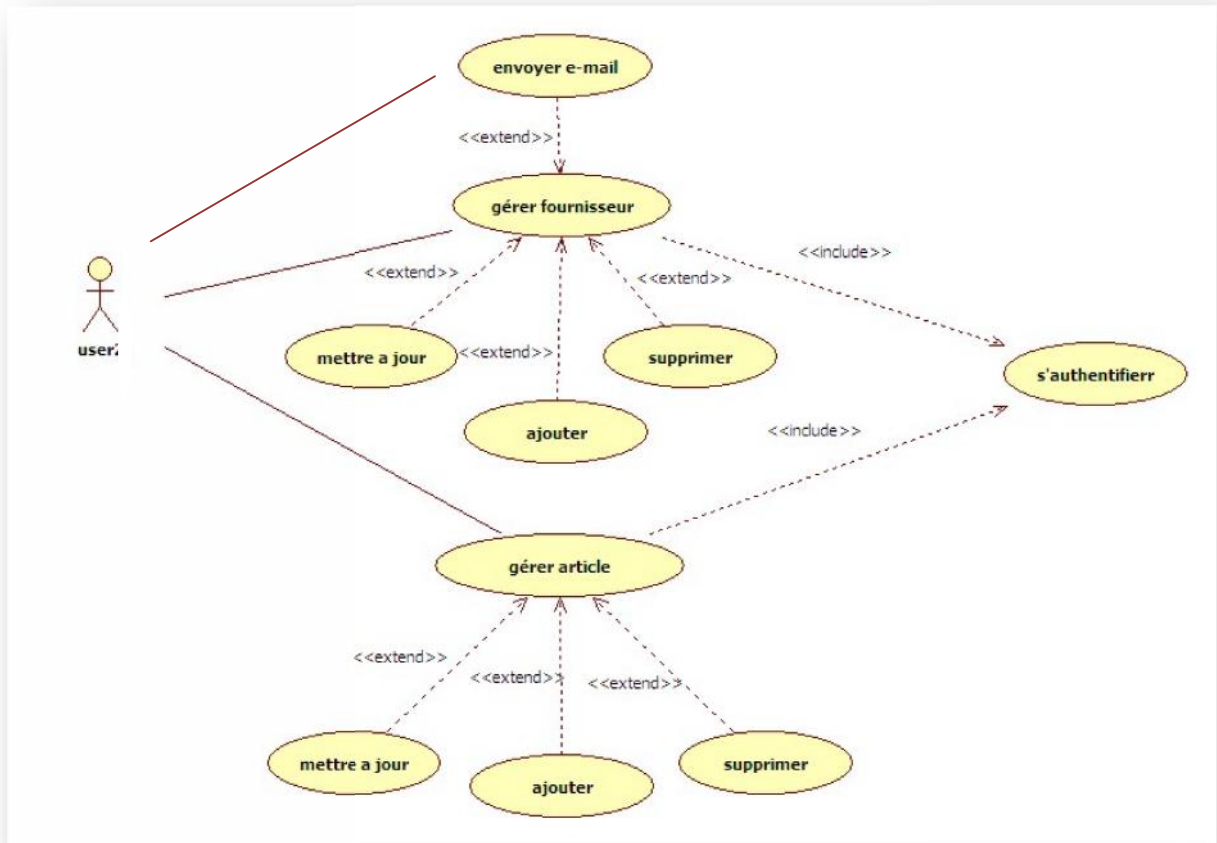 envoyer e-mail
<<extend>>
gérer fournisseur
<<include>>
<<extend>>
<<extend>>
user
mettre a jour
<<extend>>
supprimer
s'authentifierr
ajouter
<<include>>
gérer article
<<extend>>
<<extend>>
<<extend>>
mettre a jour
ajouter
supprimer